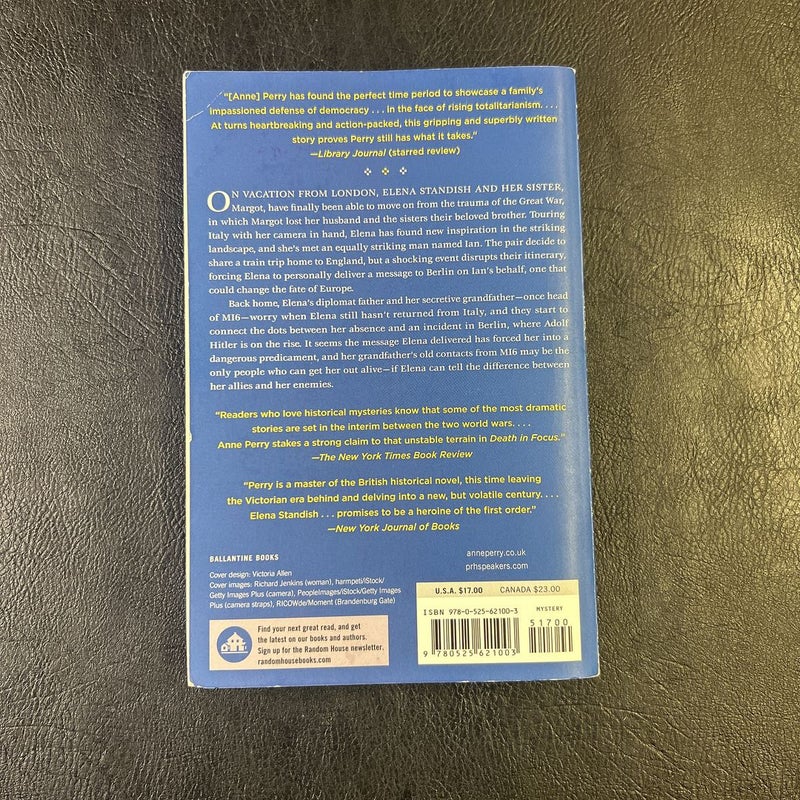 "[Anne] Perry has found the perfect time period to showcase a family's
impassioned defense of democracy . . . in the face of rising totalitarianism. . . .
At turns heartbreaking and action-packed, this gripping and superbly written
story proves Perry still has what it takes."
—Library Journal (starred review)
ON VACATION FROM LONDON, ELENA STANDISH AND HER SISTER,
Margot, have finally been able to move on from the trauma of the Great War,
in which Margot lost her husband and the sisters their beloved brother. Touring
Italy with her camera in hand, Elena has found new inspiration in the striking
landscape, and she's met an equally striking man named Ian. The pair decide to
share a train trip home to England, but a shocking event disrupts their itinerary,
forcing Elena to personally deliver a message to Berlin on Ian's behalf, one that
could change the fate of Europe.
Back home, Elena's diplomat father and her secretive grandfather—once head
of MI6—worry when Elena still hasn't returned from Italy, and they start to
connect the dots between her absence and an incident in Berlin, where Adolf
Hitler is on the rise. It seems the message Elena delivered has forced her into a
dangerous predicament, and her grandfather's old contacts from MI6 may be the
only people who can get her out alive—if Elena can tell the difference between
her allies and her enemies.
"Readers who love historical mysteries know that some of the most dramatic
stories are set in the interim between the two world wars. . . .
Anne Perry stakes a strong claim to that unstable terrain in Death in Focus."
—The New York Times Book Review
"Perry is a master of the British historical novel, this time leaving
the Victorian era behind and delving into a new, but volatile century. . . .
Elena Standish . . . promises to be a heroine of the first order."
—New York Journal of Books
BALLANTINE BOOKS
Cover design: Victoria Allen
Cover images: Richard Jenkins (woman), harmpeti/iStock/
Getty Images Plus (camera), PeopleImages/iStock/Getty Images
Plus (camera straps), RICOWde/Moment (Brandenburg Gate)
Find your next great read, and get
the latest on our books and authors.
Sign up for the Random House newsletter.
randomhousebooks.com
anneperry.co.uk
prhspeakers.com
U.S.A. $17.00 CANADA $23.00
ISBN 978-0-525-62100-3 MYSTERY
51700
9 780525 621003